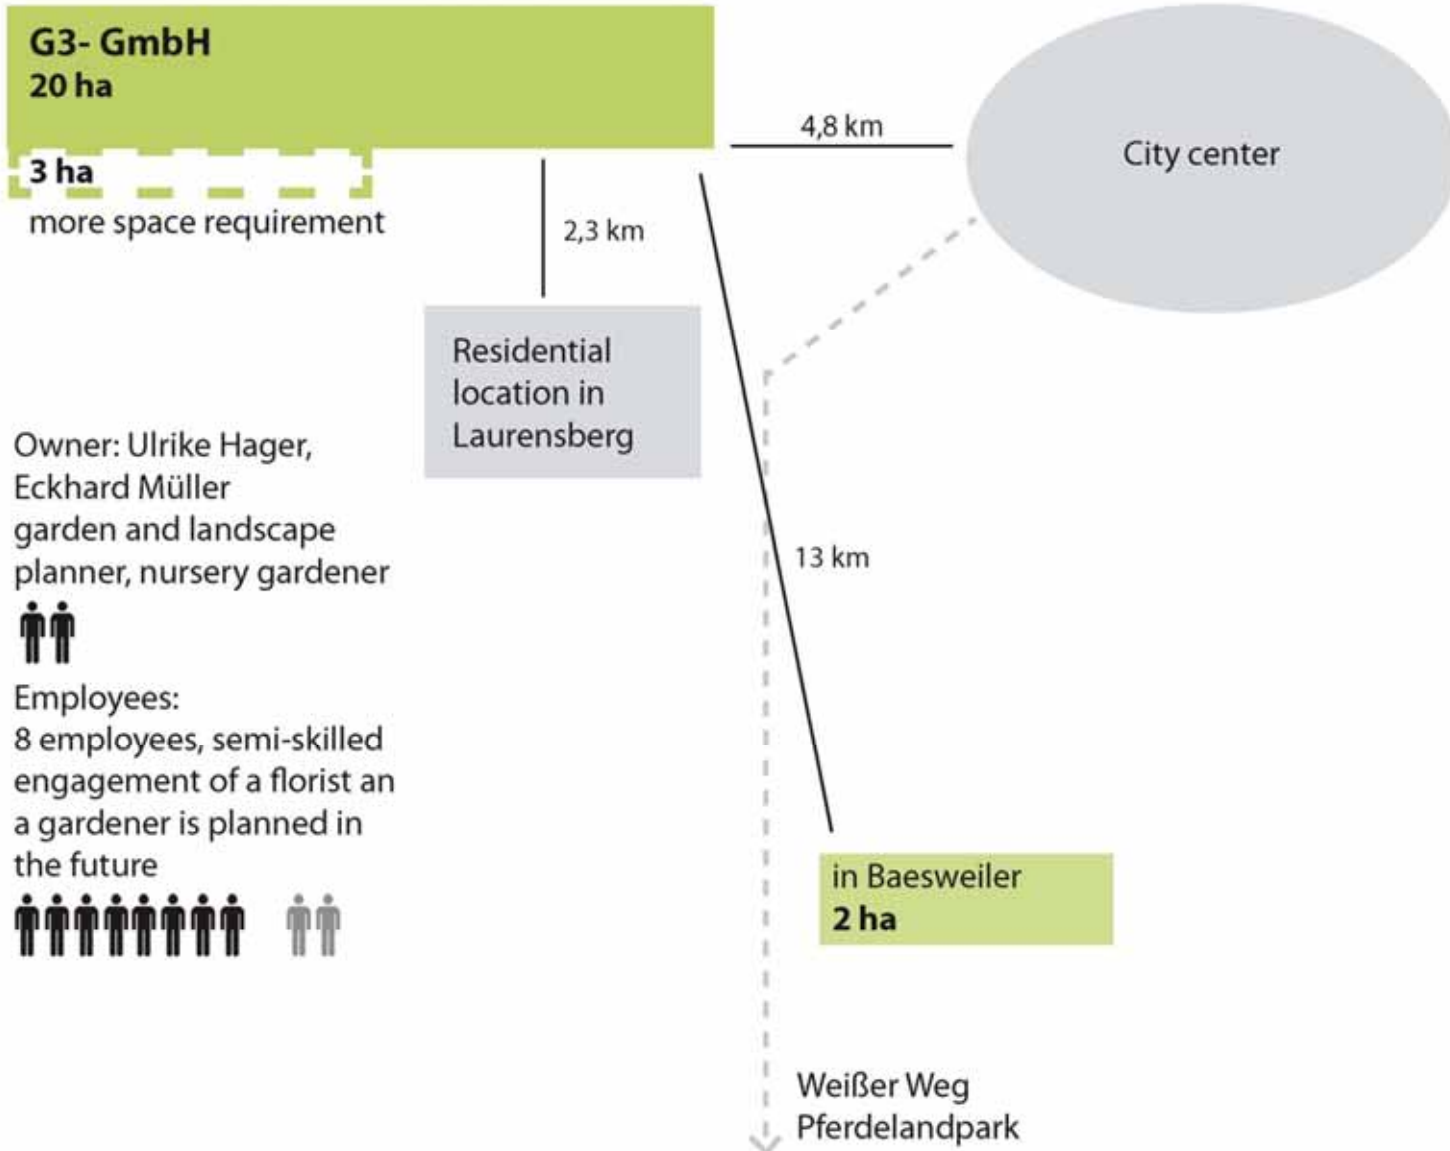 G3- GmbH
20 ha
3 ha
more space requirement
4,8 km
City center
2,3 km
Residential
location in
Laurensberg
Owner: Ulrike Hager,
Eckhard Müller
garden and landscape
planner, nursery gardener
13 km
Employees:
8 employees, semi-skilled
engagement of a florist an
a gardener is planned in
the future
in Baesweiler
2 ha
Weißer Weg
Pferdelandpark